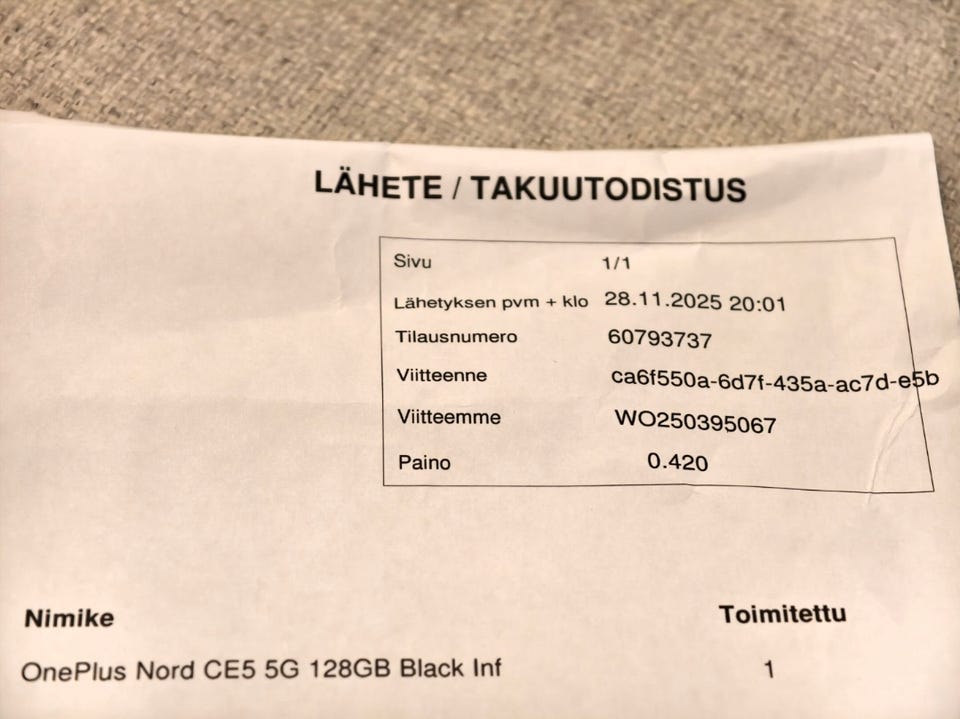 LÄHETE / TAKUUTODISTUS
Sivu 1/1
Lähetyksen pvm + klo 28.11.2025 20:01
Tilausnumero 60793737
Viitteenne ca6f550a-6d7f-435a-ac7d-e5b
Viitteemme WO250395067
Paino 0.420
Nimike Toimitettu
OnePlus Nord CE5 5G 128GB Black Inf 1